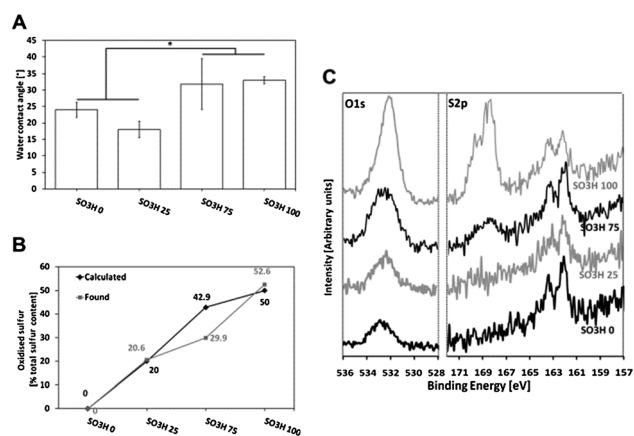 A
Water contact angle [°]
45
40
35
30
25
20
15
10
5
0
*
SO3H 0
SO3H 25
SO3H 75
SO3H 100
B
Oxidised sulfur
[% total sulfur content]
60
50
40
30
20
10
0
Calculated
Found
0
0
20.6
20
42.9
29.9
52.6
50
SO3H 0
SO3H 25
SO3H 75
SO3H 100
C
Intensity [Arbitrary units]
O1s
S2p
SO3H 100
SO3H 75
SO3H 25
SO3H 0
536 534 532 530 528 171 169 167 165 163 161 159 157
Binding Energy [eV]